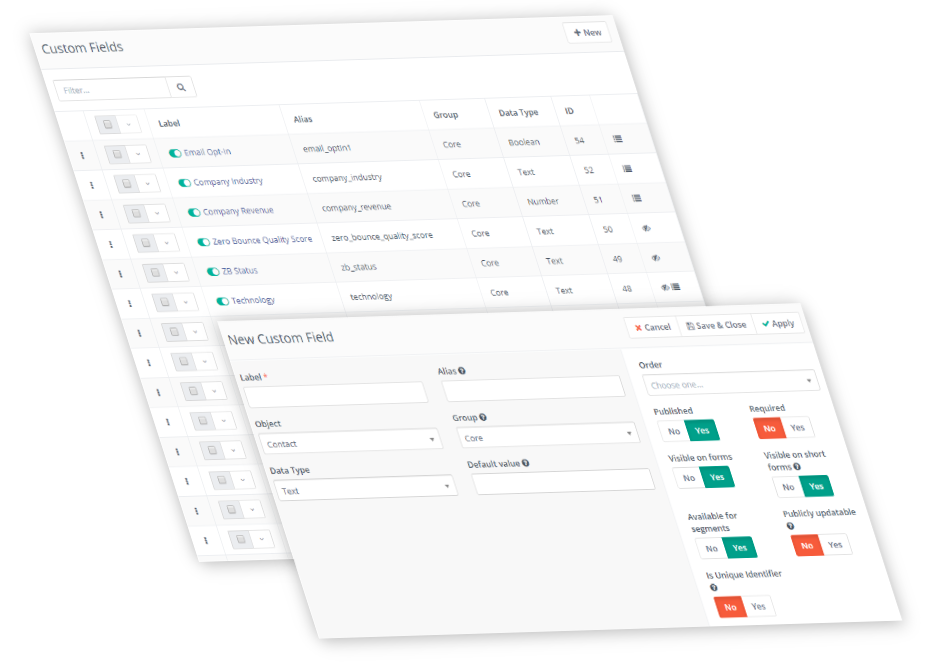 Custom Fields
New
Filter...
Label Alias Group Data Type ID
Email Opt-in email_optin1 Core Boolean 54
Company Industry company_industry Core Text 52
Company Revenue company_revenue Core Number 51
Zero Bounce Quality Score zero_bounce_quality_score Core Text 50
ZB Status zb_status Core Text 49
Technology technology Core Text 48
New Custom Field
Cancel Save & Close Apply
Label * Alias
Object Group
Contact Core
Data Type Default value
Text
Order
Choose one...
Published Required
No Yes No Yes
Visible on forms Visible on short
forms
No Yes No Yes
Available for Publicly updatable
segments
No Yes No Yes
Is Unique Identifier
No Yes